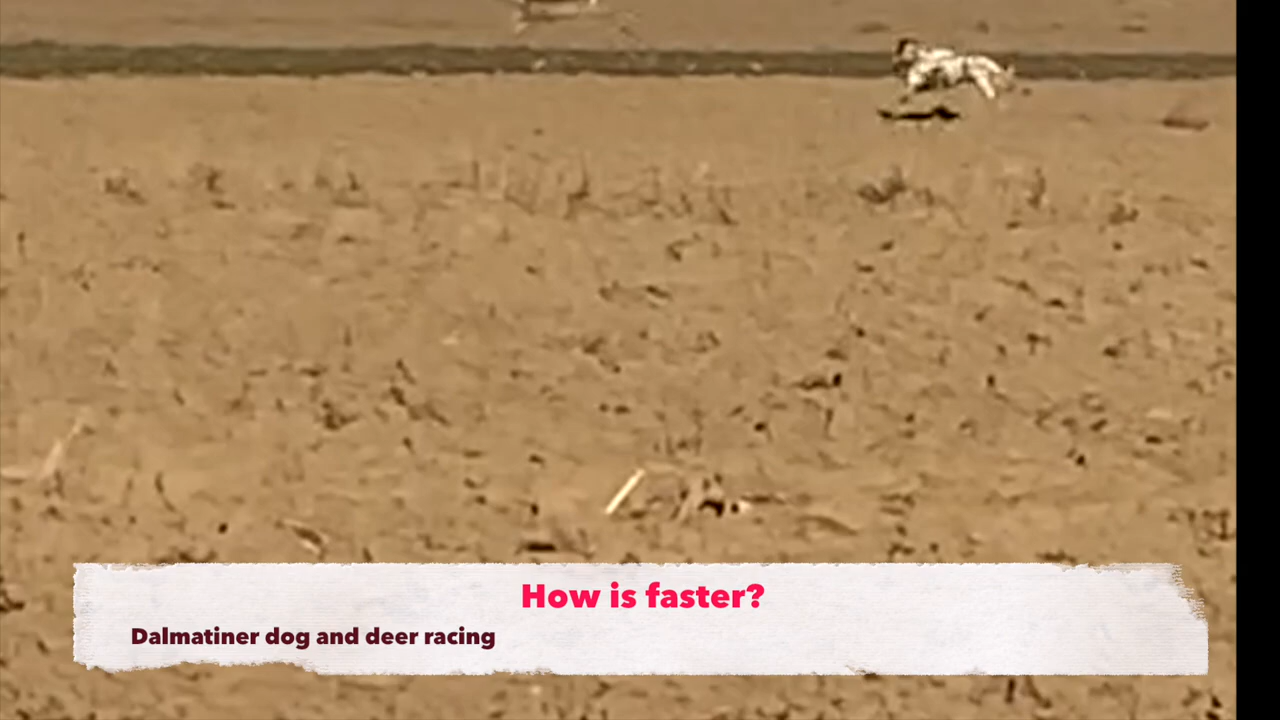 How is faster?
Dalmatiner dog and deer racing